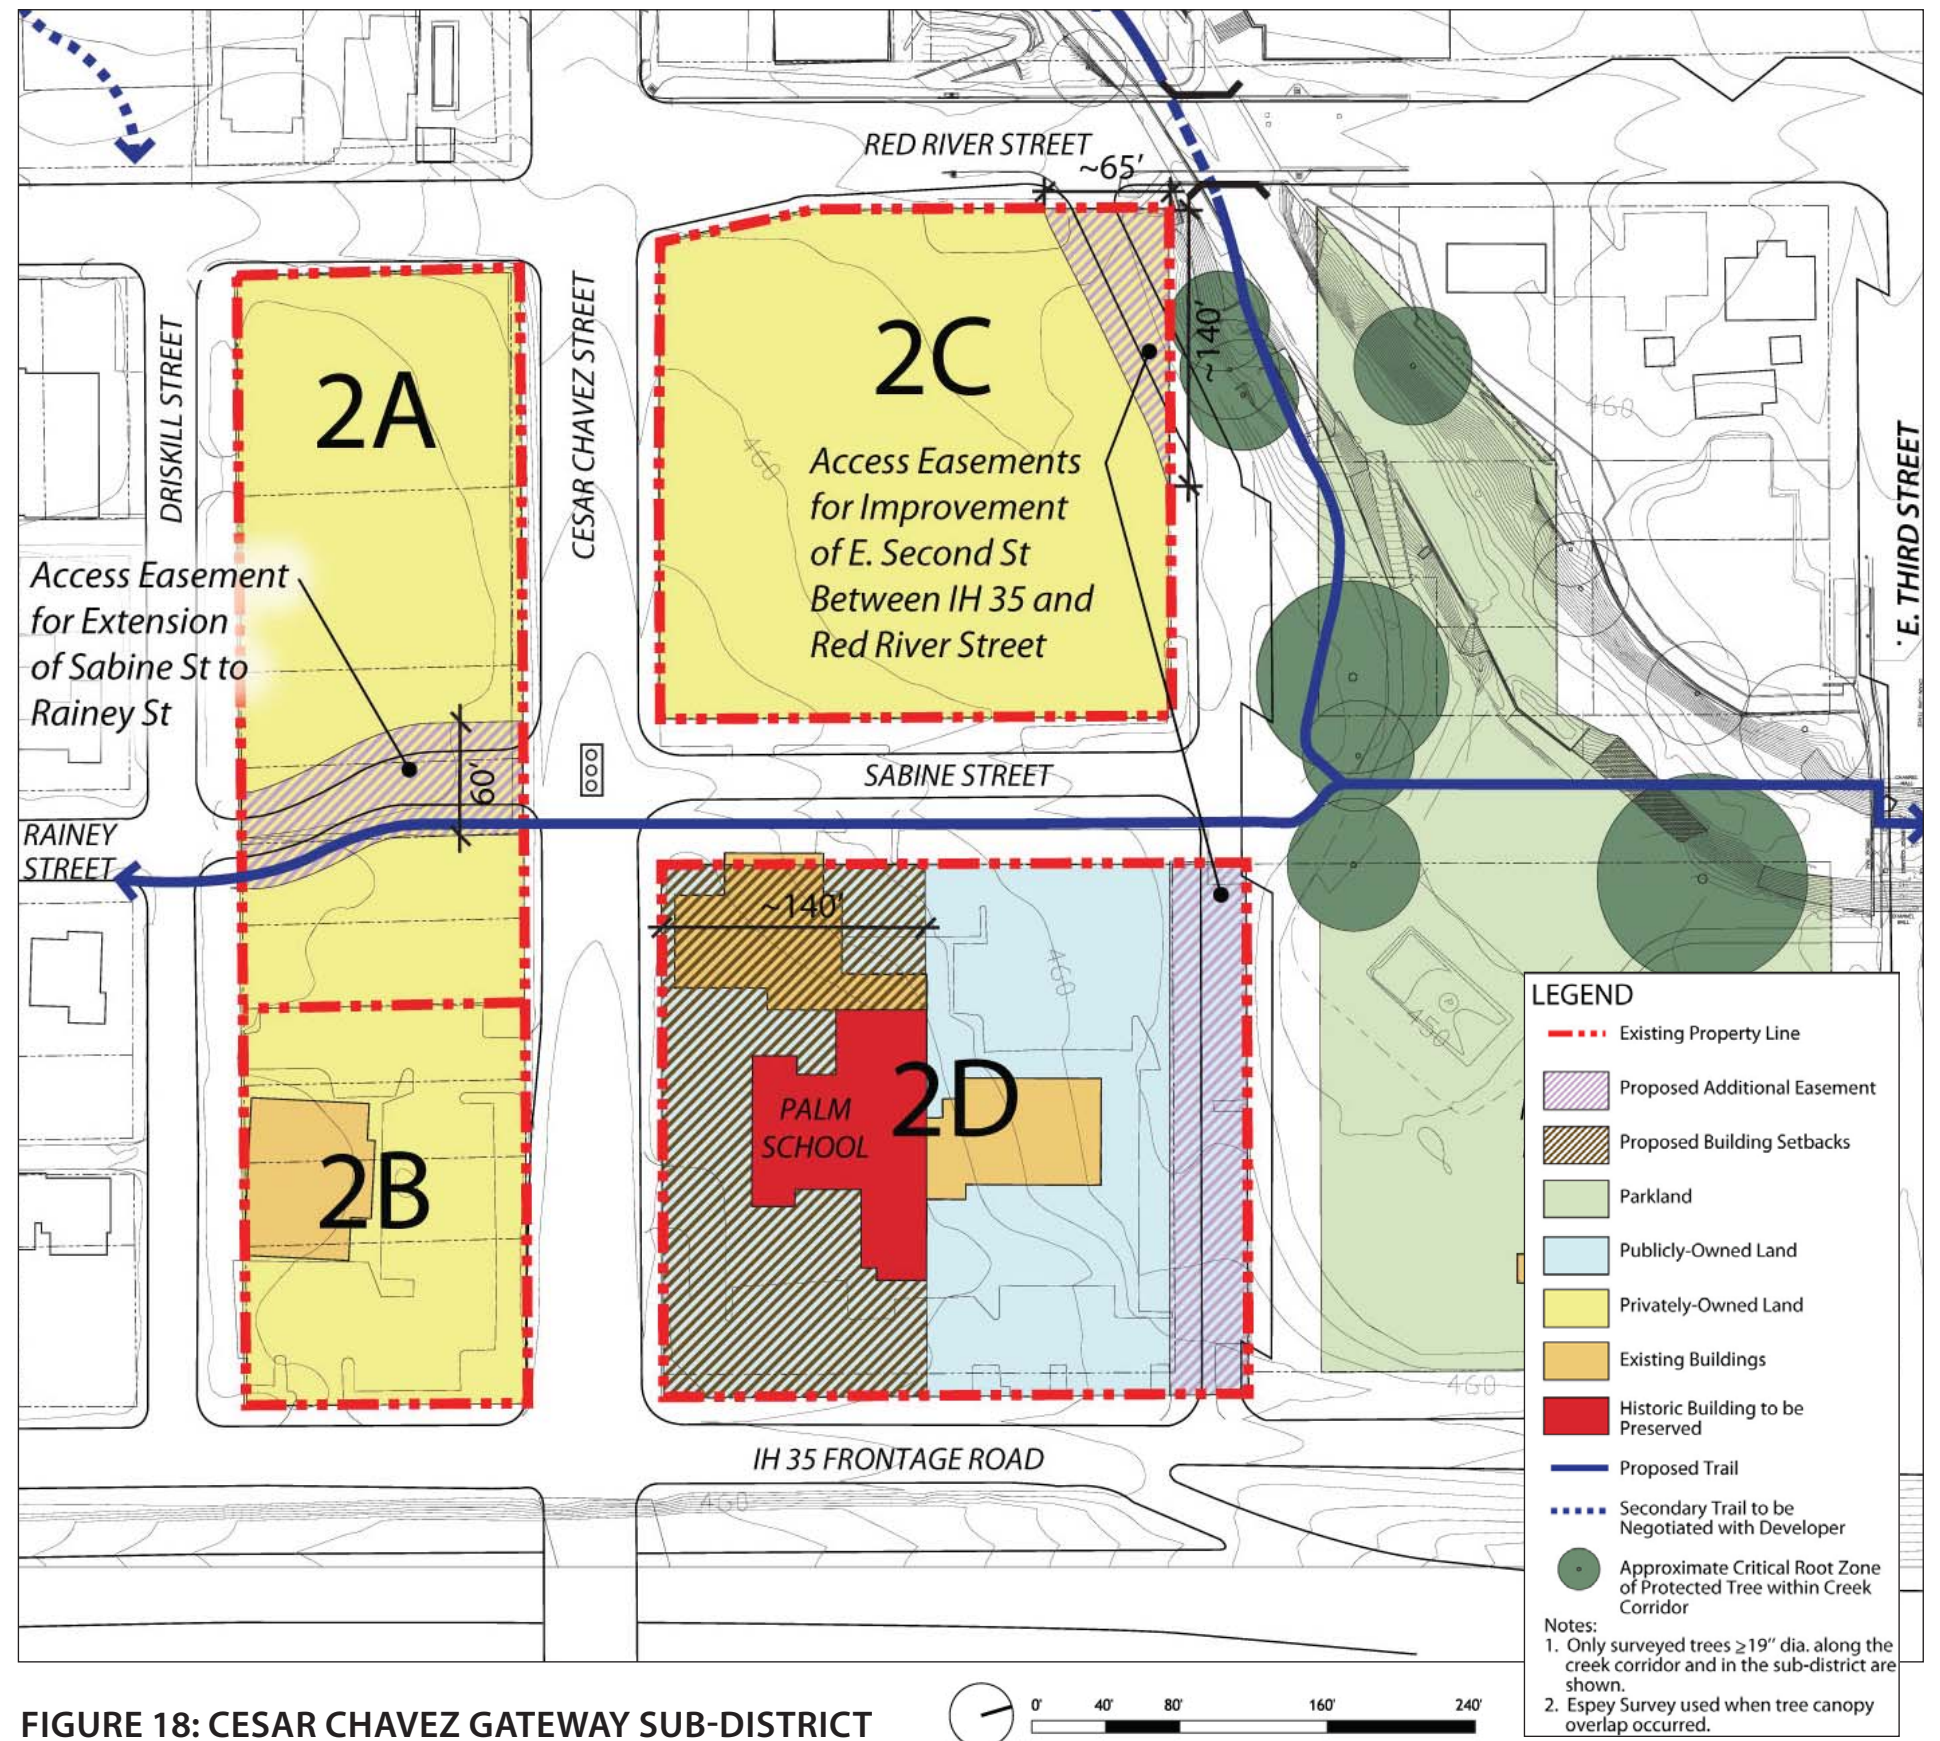 RED RIVER STREET
~65'
DRISKILL STREET
CESAR CHAVEZ STREET
2A
2C
~140'
460
460
E. THIRD STREET
Access Easements
for Improvement
of E. Second St
Between IH 35 and
Red River Street
Access Easement
for Extension
of Sabine St to
Rainey St
60'
SABINE STREET
RAINEY
STREET
~140'
460
450
P
2D
PALM
SCHOOL
2B
460
IH 35 FRONTAGE ROAD
460
LEGEND
Existing Property Line
Proposed Additional Easement
Proposed Building Setbacks
Parkland
Publicly-Owned Land
Privately-Owned Land
Existing Buildings
Historic Building to be
Preserved
Proposed Trail
Secondary Trail to be
Negotiated with Developer
Approximate Critical Root Zone
of Protected Tree within Creek
Corridor
Notes:
1. Only surveyed trees ≥19" dia. along the
creek corridor and in the sub-district are
shown.
2. Espey Survey used when tree canopy
overlap occurred.
0' 40' 80' 160' 240'
FIGURE 18: CESAR CHAVEZ GATEWAY SUB-DISTRICT